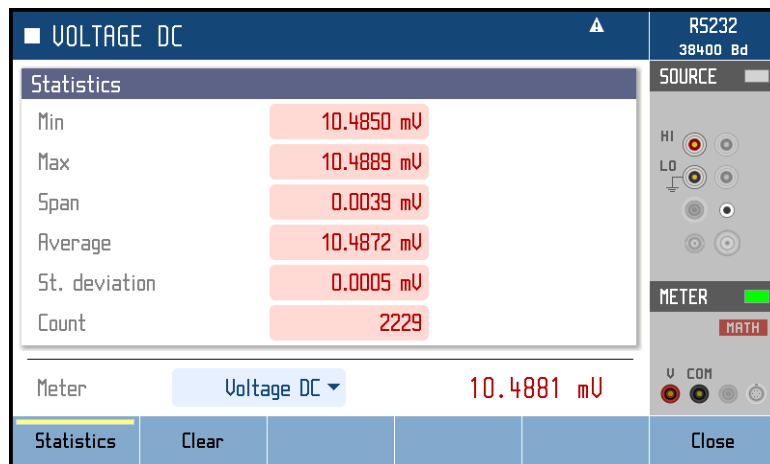 VOLTAGE DC
RS232
38400 Bd
Statistics
Min 10.4850 mV
Max 10.4889 mV
Span 0.0039 mV
Average 10.4872 mV
St. deviation 0.0005 mV
Count 2229
Meter Voltage DC 10.4881 mV
SOURCE
HI
LO
METER
MATH
V COM
Statistics Clear Close